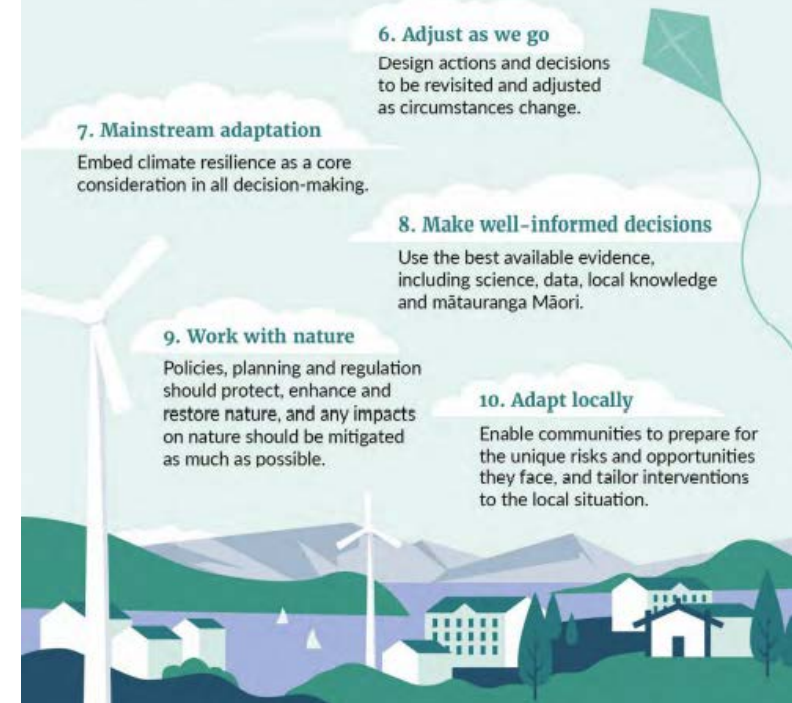 6. Adjust as we go
Design actions and decisions
to be revisited and adjusted
as circumstances change.
7. Mainstream adaptation
Embed climate resilience as a core
consideration in all decision-making.
8. Make well-informed decisions
Use the best available evidence,
including science, data, local knowledge
and mātauranga Māori.
9. Work with nature
Policies, planning and regulation
should protect, enhance and
restore nature, and any impacts
on nature should be mitigated
as much as possible.
10. Adapt locally
Enable communities to prepare for
the unique risks and opportunities
they face, and tailor interventions
to the local situation.